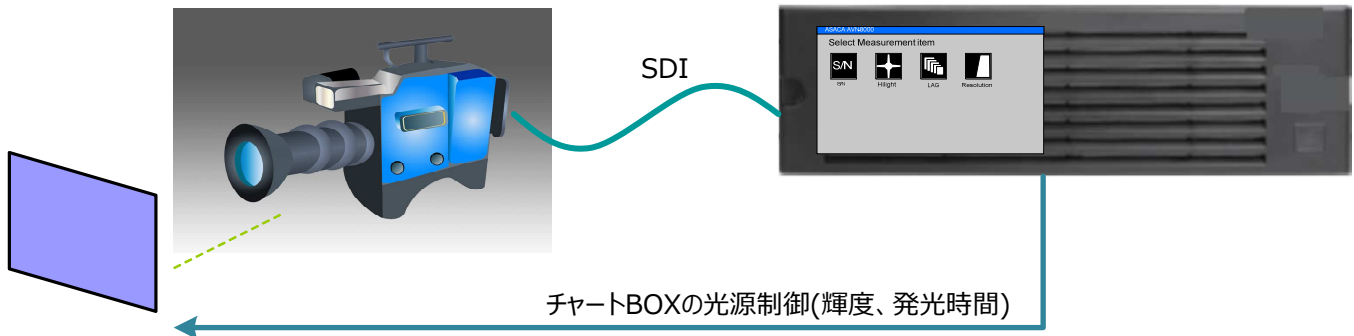 ASACA AVN8000
Select Measurement item
S/N
S/N
Hilight
LAG
Resolution
SDI
チャートBOXの光源制御(輝度、発光時間)